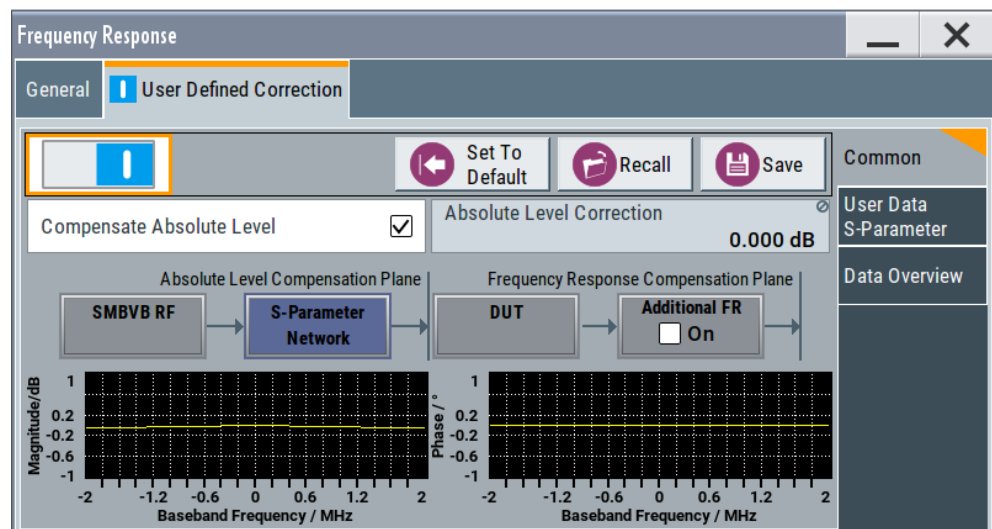 Frequency Response
General
User Defined Correction
Set To
Default
Recall
Save
Common
User Data
S-Parameter
Data Overview
Compensate Absolute Level
Absolute Level Correction
0.000 dB
Absolute Level Compensation Plane
Frequency Response Compensation Plane
SMBVB RF
S-Parameter
Network
DUT
Additional FR
On
Magnitude/dB
1
0.2
-0.2
-0.6
-1
-2 -1.2 -0.6 0 0.6 1.2 2
Baseband Frequency / MHz
Phase / °
1
0.2
-0.2
-0.6
-1
-2 -1.2 -0.6 0 0.6 1.2 2
Baseband Frequency / MHz